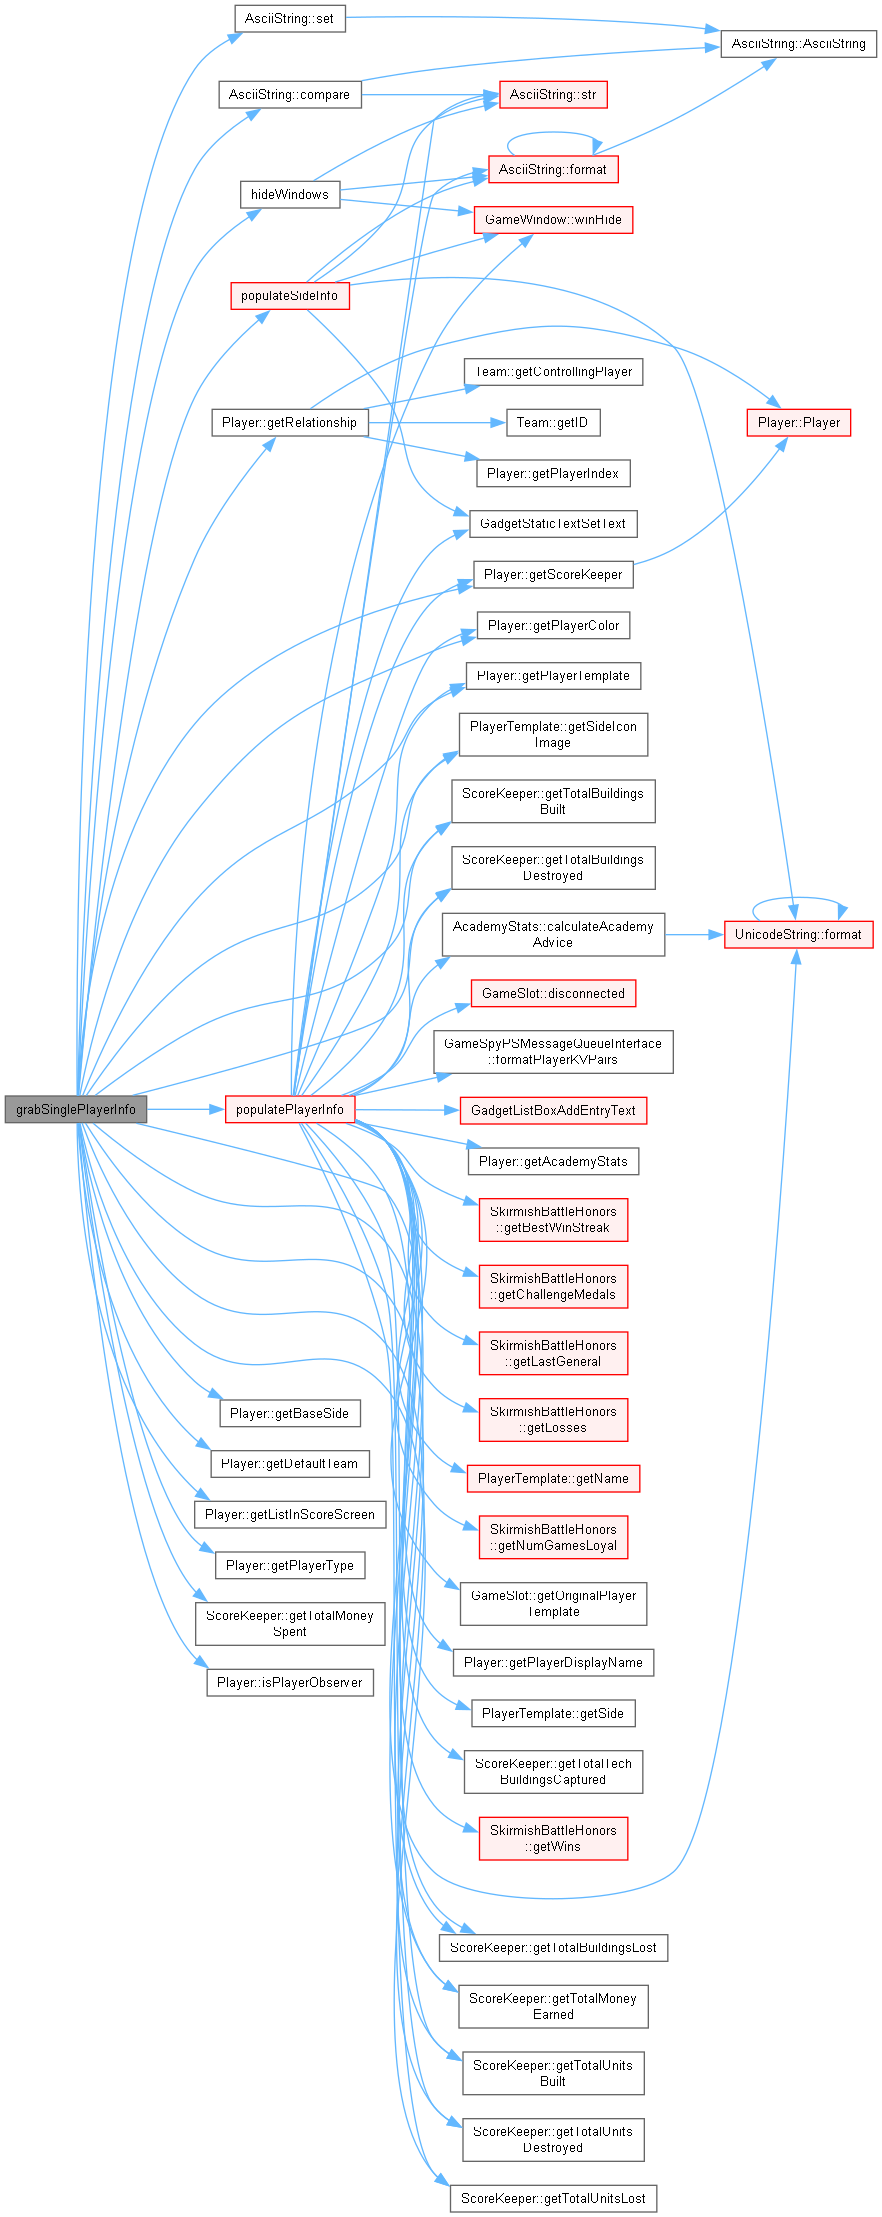 AsciiString::set
AsciiString::AsciiString
AsciiString::compare
AsciiString::str
AsciiString::format
hideWindows
GameWindow::winHide
populateSideInfo
Team::getControllingPlayer
Player::getRelationship
Team::getID
Player::Player
Player::getPlayerIndex
GadgetStaticTextSetText
Player::getScoreKeeper
Player::getPlayerColor
Player::getPlayerTemplate
PlayerTemplate::getSideIcon
Image
ScoreKeeper::getTotalBuildings
Built
ScoreKeeper::getTotalBuildings
Destroyed
AcademyStats::calculateAcademy
Advice
UnicodeString::format
GameSlot::disconnected
GameSpyPSMessageQueueInterface
::formatPlayerKVPairs
grabSinglePlayerInfo
populatePlayerInfo
GadgetListBoxAddEntryText
Player::getAcademyStats
SkirmishBattleHonors
::getBestWinStreak
SkirmishBattleHonors
::getChallengeMedals
SkirmishBattleHonors
::getLastGeneral
Player::getBaseSide
SkirmishBattleHonors
::getLosses
Player::getDefaultTeam
PlayerTemplate::getName
Player::getListInScoreScreen
SkirmishBattleHonors
::getNumGamesLoyal
Player::getPlayerType
ScoreKeeper::getTotalMoney
Spent
GameSlot::getOriginalPlayer
Template
Player::isPlayerObserver
Player::getPlayerDisplayName
PlayerTemplate::getSide
ScoreKeeper::getTotalTech
BuildingsCaptured
SkirmishBattleHonors
::getWins
ScoreKeeper::getTotalBuildingsLost
ScoreKeeper::getTotalMoney
Earned
ScoreKeeper::getTotalUnits
Built
ScoreKeeper::getTotalUnits
Destroyed
ScoreKeeper::getTotalUnitsLost